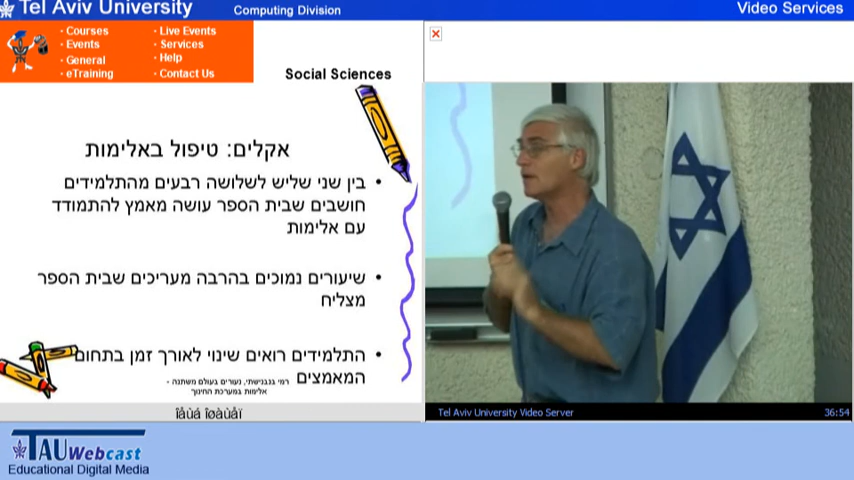 Tel Aviv University
Computing Division
Video Services
· Courses
· Live Events
· Events
· Services
· General
· Help
· eTraining
· Contact Us
Social Sciences
אקלים: טיפול באלימות
• בין שני שליש לשלושה רבעים מהתלמידים
חושבים שבית הספר עושה מאמץ להתמודד
עם אלימות
• שיעורים נמוכים בהרבה מעריכים שבית הספר
מצליח
• התלמידים רואים שינוי לאורך זמן בתחום
המאמצים
רמי בנבנישתי, נעורים בעולם משתנה -
אלימות במערכת החינוך
îåùá îøàùåï
Tel Aviv University Video Server
36:54
TAU Webcast
Educational Digital Media